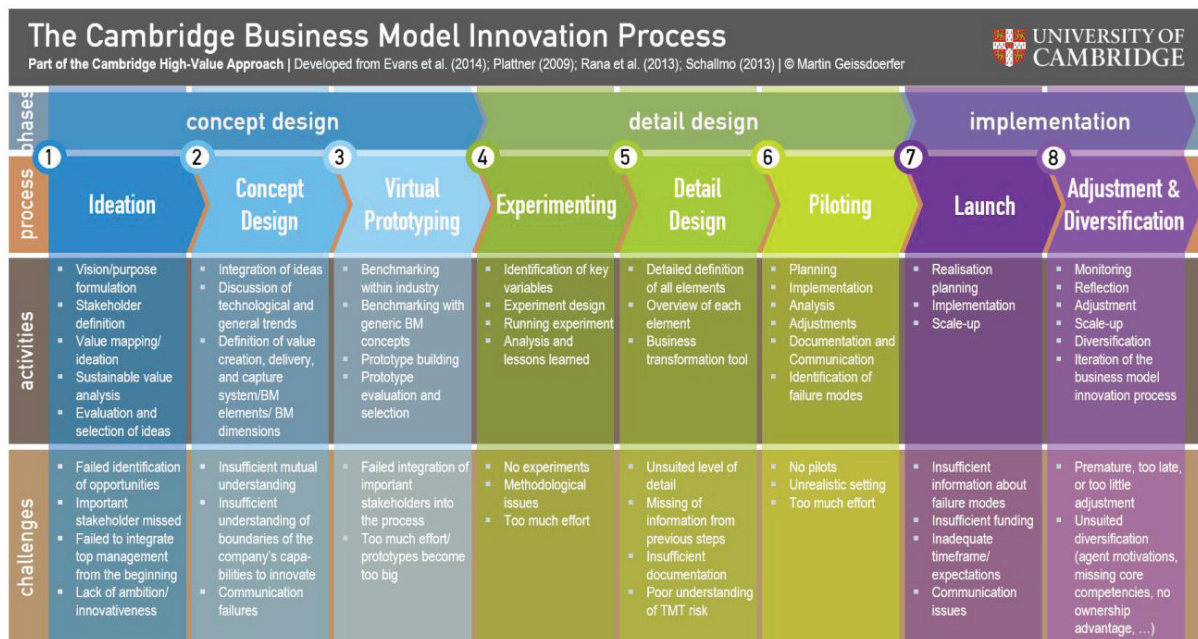 The Cambridge Business Model Innovation Process
Part of the Cambridge High-Value Approach | Developed from Evans et al. (2014); Plattner (2009); Rana et al. (2013); Schallmo (2013) | © Martin Geissdoerfer
UNIVERSITY OF
CAMBRIDGE
phases
concept design
detail design
implementation
process
1
Ideation
2
Concept
Design
3
Virtual
Prototyping
4
Experimenting
5
Detail
Design
6
Piloting
7
Launch
8
Adjustment &
Diversification
activities
Vision/purpose
formulation
Stakeholder
definition
Value mapping/
ideation
Sustainable value
analysis
Evaluation and
selection of ideas
Integration of ideas
Discussion of
technological and
general trends
Definition of value
creation, delivery,
and capture
system/BM
elements/ BM
dimensions
Benchmarking
within industry
Benchmarking with
generic BM
concepts
Prototype building
Prototype
evaluation and
selection
Identification of key
variables
Experiment design
Running experiment
Analysis and
lessons learned
Detailed definition
of all elements
Overview of each
element
Business
transformation tool
Planning
Implementation
Analysis
Adjustments
Documentation and
Communication
Identification of
failure modes
Realisation
planning
Implementation
Scale-up
Monitoring
Reflection
Adjustment
Scale-up
Diversification
Iteration of the
business model
innovation process
challenges
Failed identification
of opportunities
Important
stakeholder missed
Failed to integrate
top management
from the beginning
Lack of ambition/
innovativeness
Insufficient mutual
understanding
Insufficient
understanding of
boundaries of the
company's capa-
bilities to innovate
Communication
failures
Failed integration of
important
stakeholders into
the process
Too much effort/
prototypes become
too big
No experiments
Methodological
issues
Too much effort
Unsuited level of
detail
Missing of
information from
previous steps
Insufficient
documentation
Poor understanding
of TMT risk
No pilots
Unrealistic setting
Too much effort
Insufficient
information about
failure modes
Insufficient funding
Inadequate
timeframe/
expectations
Communication
issues
Premature, too late,
or too little
adjustment
Unsuited
diversification
(agent motivations,
missing core
competencies, no
ownership
advantage, ...)